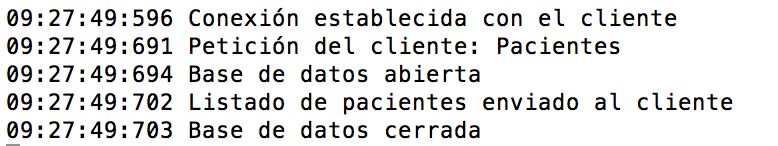 09:27:49:596 Conexión establecida con el cliente
09:27:49:691 Petición del cliente: Pacientes
09:27:49:694 Base de datos abierta
09:27:49:702 Listado de pacientes enviado al cliente
09:27:49:703 Base de datos cerrada